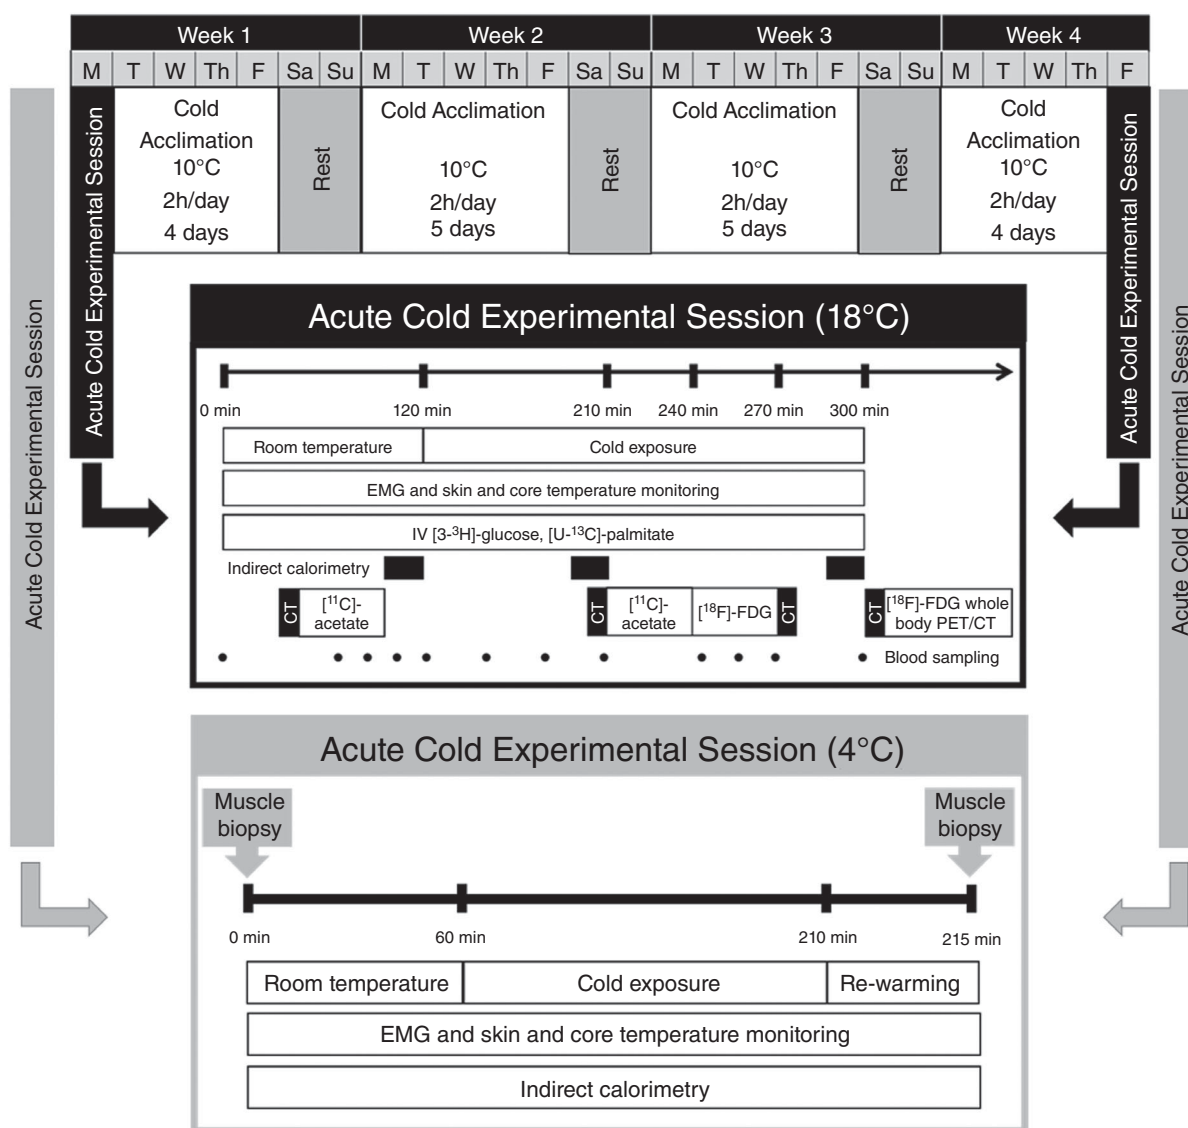 Week 1 Week 2 Week 3 Week 4
M T W Th F Sa Su M T W Th F Sa Su M T W Th F Sa Su M T W Th F
Acute Cold Experimental Session
Acute Cold Experimental Session
Cold
Acclimation
10°C
2h/day
4 days
Rest
Cold Acclimation
10°C
2h/day
5 days
Rest
Cold Acclimation
10°C
2h/day
5 days
Rest
Cold
Acclimation
10°C
2h/day
4 days
Acute Cold Experimental Session
Acute Cold Experimental Session
Acute Cold Experimental Session (18°C)
0 min 120 min 210 min 240 min 270 min 300 min
Room temperature Cold exposure
EMG and skin and core temperature monitoring
IV [3-³H]-glucose, [U-¹³C]-palmitate
Indirect calorimetry
CT
[¹¹C]-
acetate
CT
[¹¹C]-
acetate
[¹⁸F]-FDG
CT
CT
[¹⁸F]-FDG whole
body PET/CT
Blood sampling
Acute Cold Experimental Session (4°C)
Muscle
biopsy
Muscle
biopsy
0 min 60 min 210 min 215 min
Room temperature Cold exposure Re-warming
EMG and skin and core temperature monitoring
Indirect calorimetry